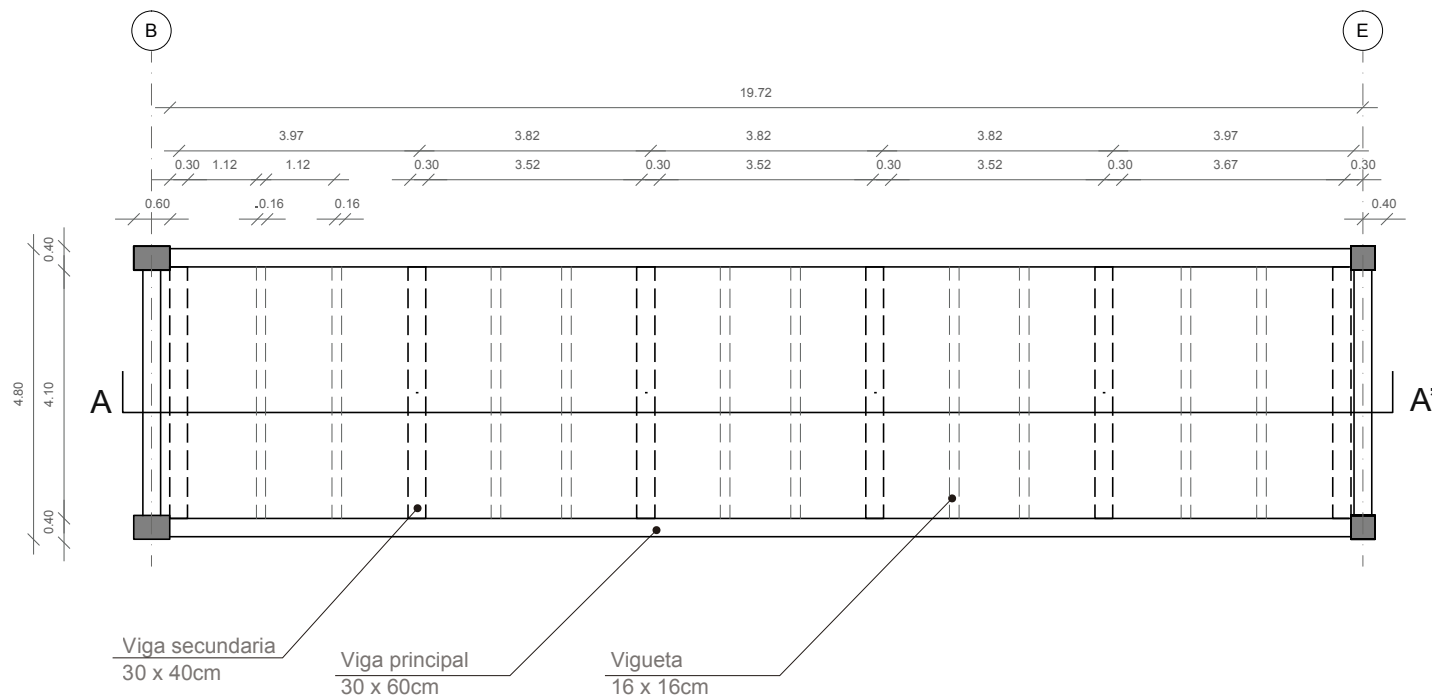 B E
19.72
3.97 3.82 3.82 3.82 3.97
0.30 1.12 1.12 0.30 3.52 0.30 3.52 0.30 3.52 0.30 3.67 0.30
0.60 0.16 0.16 0.40
0.40
4.80 4.10
0.40
A A'
Viga secundaria
30 x 40cm
Viga principal
30 x 60cm
Vigueta
16 x 16cm